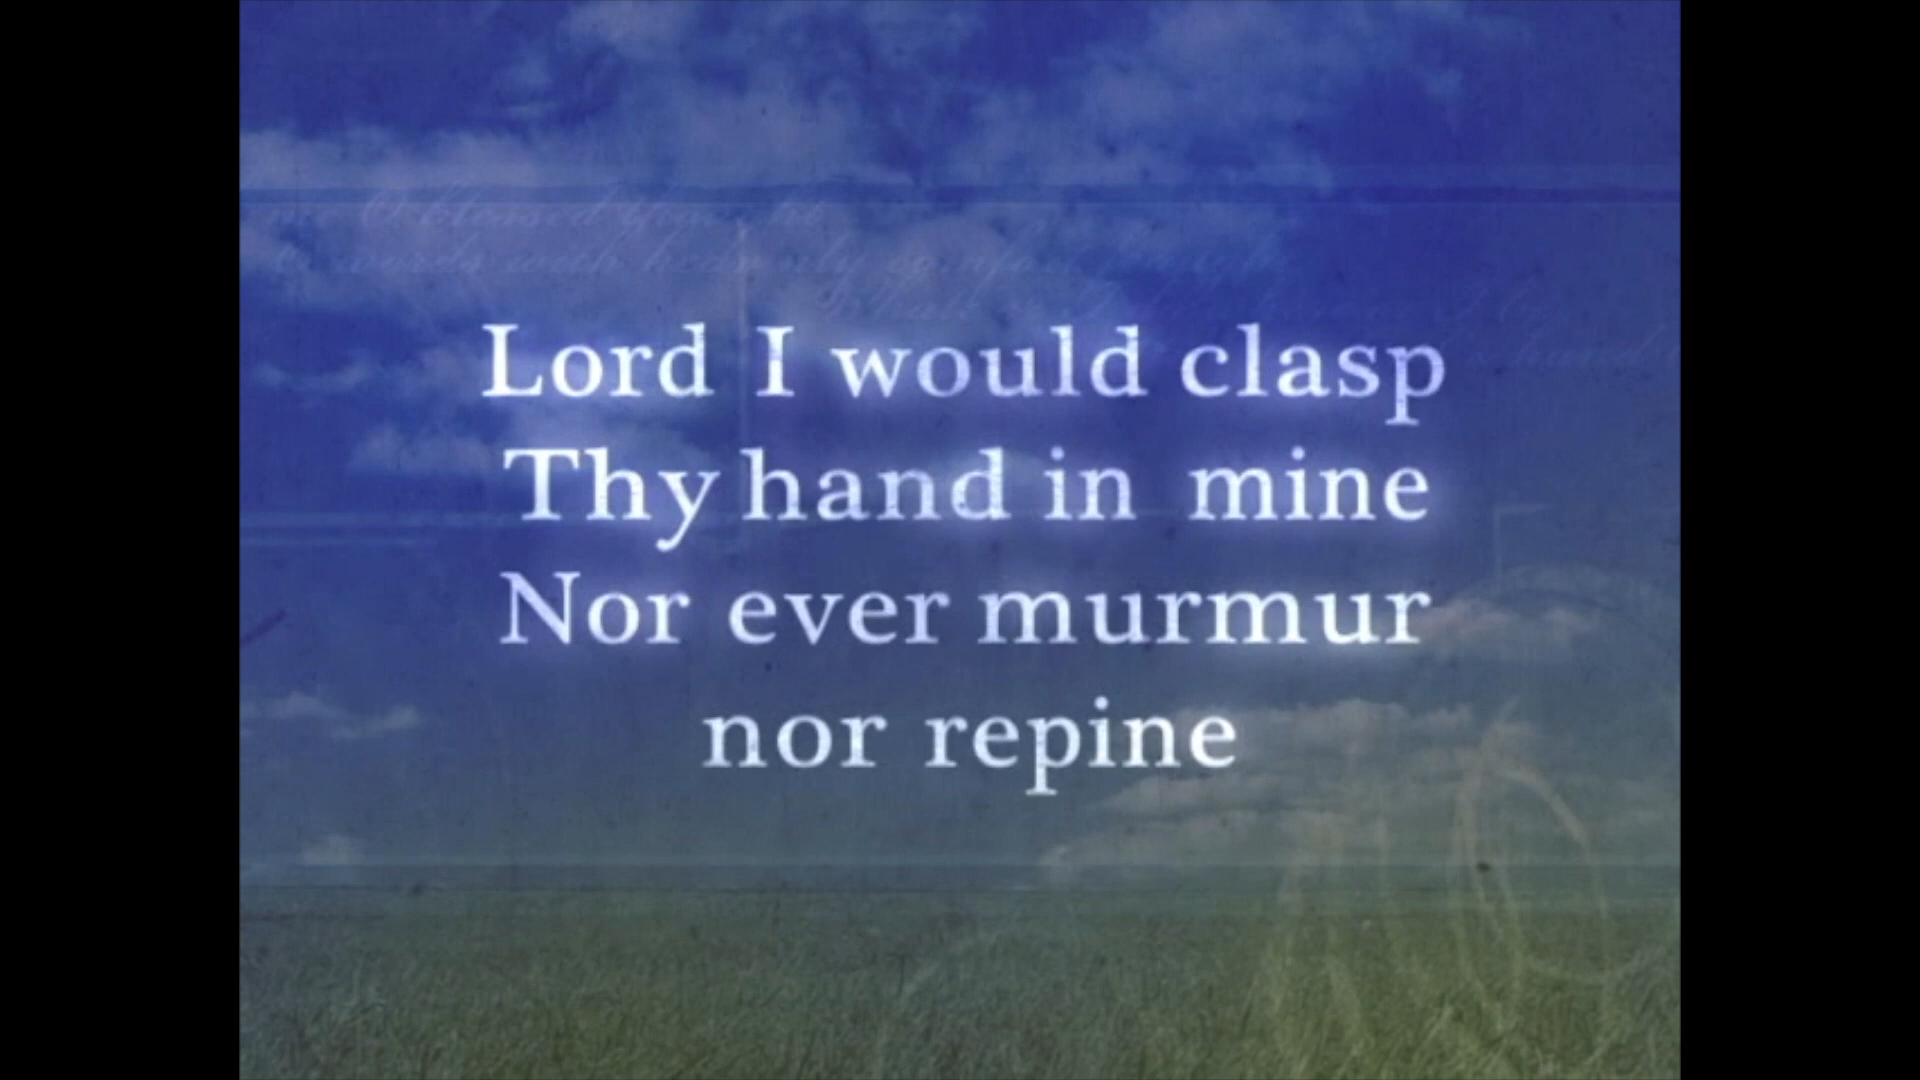 Lord I would clasp
Thy hand in mine
Nor ever murmur
nor repine